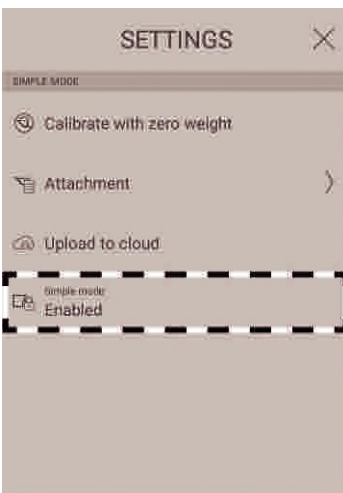 SETTINGS
SIMPLE MODE
Calibrate with zero weight
Attachment
Upload to cloud
Simple mode
Enabled